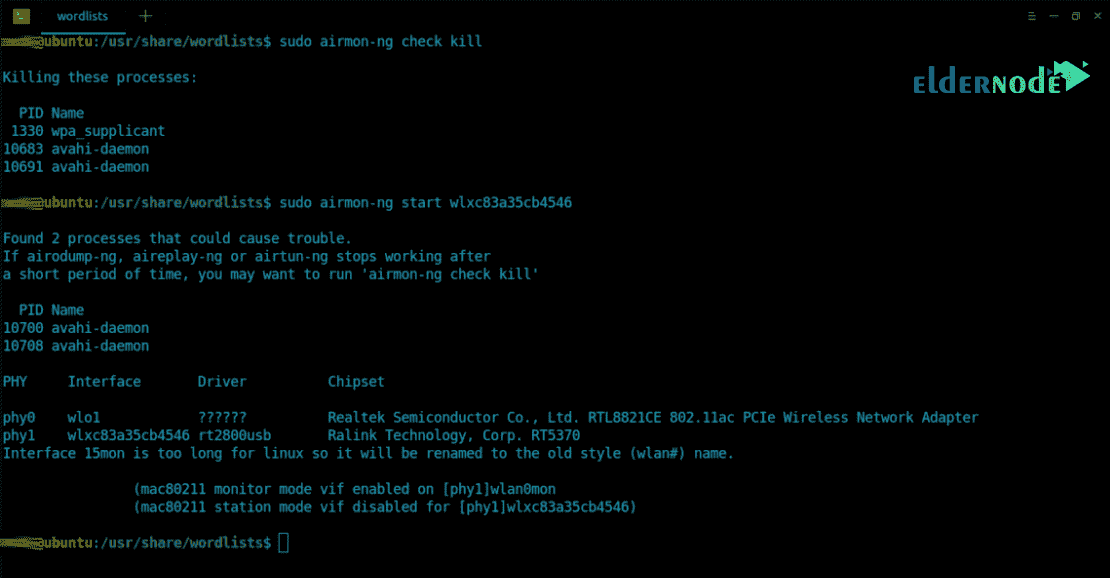 wordlists
@ubuntu:/usr/share/wordlists$ sudo airmon-ng check kill
Killing these processes:
PID Name
1330 wpa_supplicant
10683 avahi-daemon
10691 avahi-daemon
@ubuntu:/usr/share/wordlists$ sudo airmon-ng start wlxc83a35cb4546
Found 2 processes that could cause trouble.
If airodump-ng, aireplay-ng or airtun-ng stops working after
a short period of time, you may want to run 'airmon-ng check kill'
PID Name
10700 avahi-daemon
10708 avahi-daemon
PHY Interface Driver Chipset
phy0 wlo1 ?????? Realtek Semiconductor Co., Ltd. RTL8821CE 802.11ac PCIe Wireless Network Adapter
phy1 wlxc83a35cb4546 rt2800usb Ralink Technology, Corp. RT5370
Interface 15mon is too long for linux so it will be renamed to the old style (wlan#) name.
(mac80211 monitor mode vif enabled on [phy1]wlan0mon
(mac80211 station mode vif disabled for [phy1]wlxc83a35cb4546)
@ubuntu:/usr/share/wordlists$
elderNode